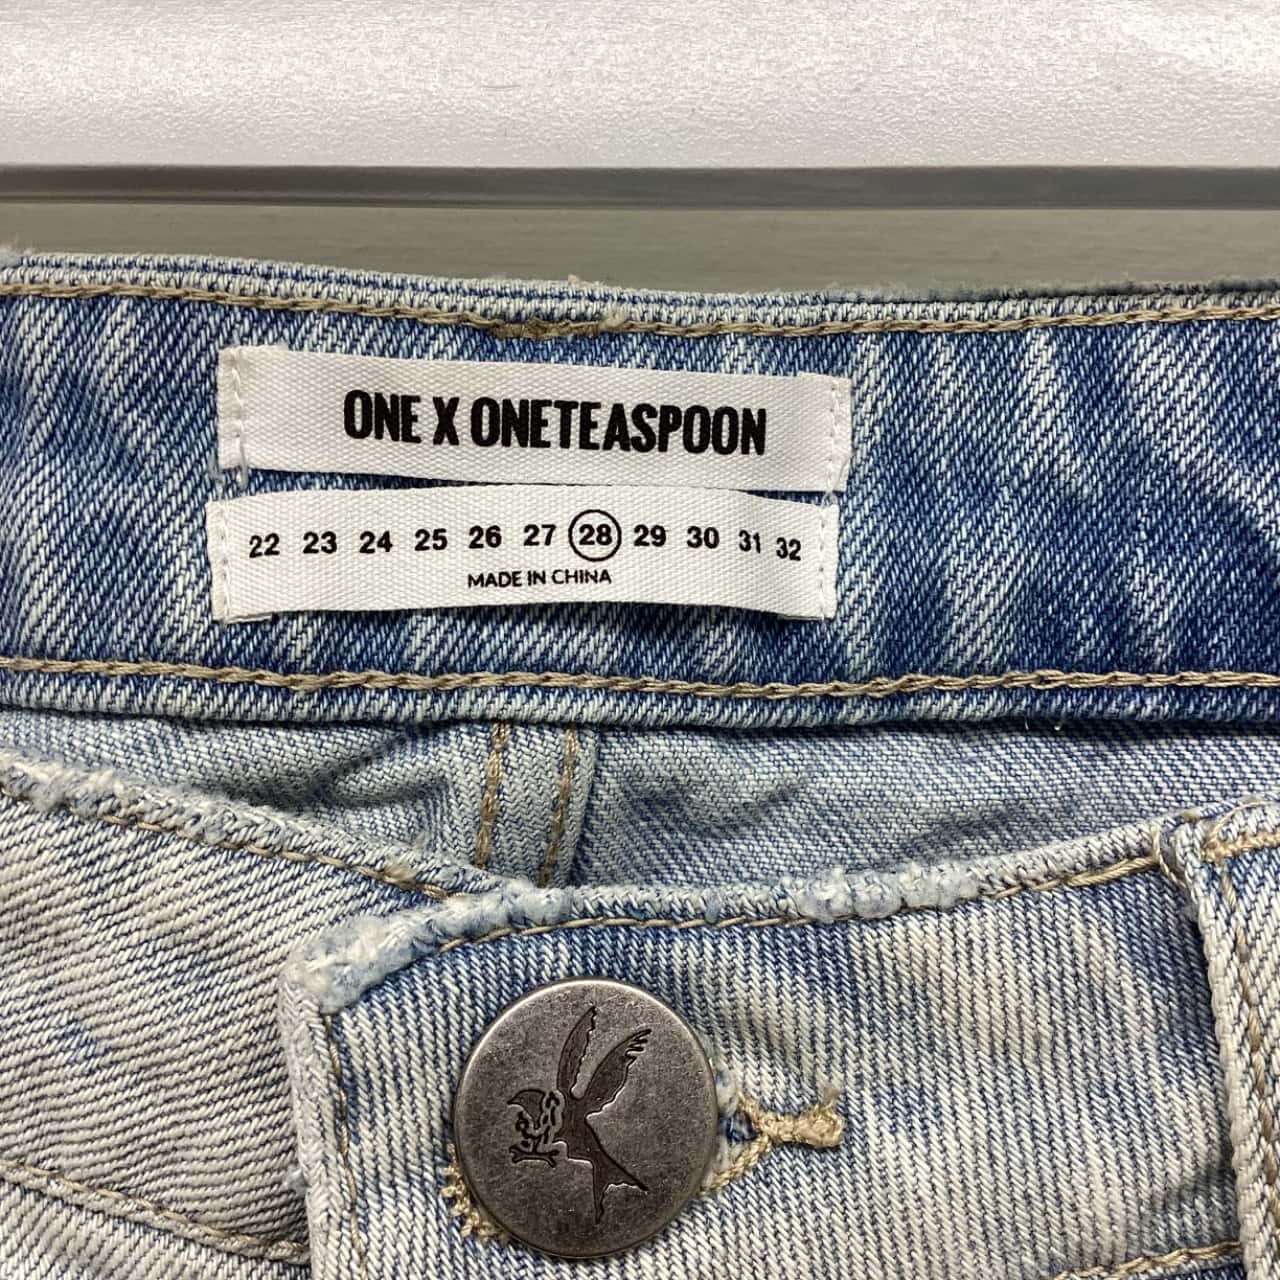 ONE X ONETEASPOON
22 23 24 25 26 27 28 29 30 31 32
MADE IN CHINA